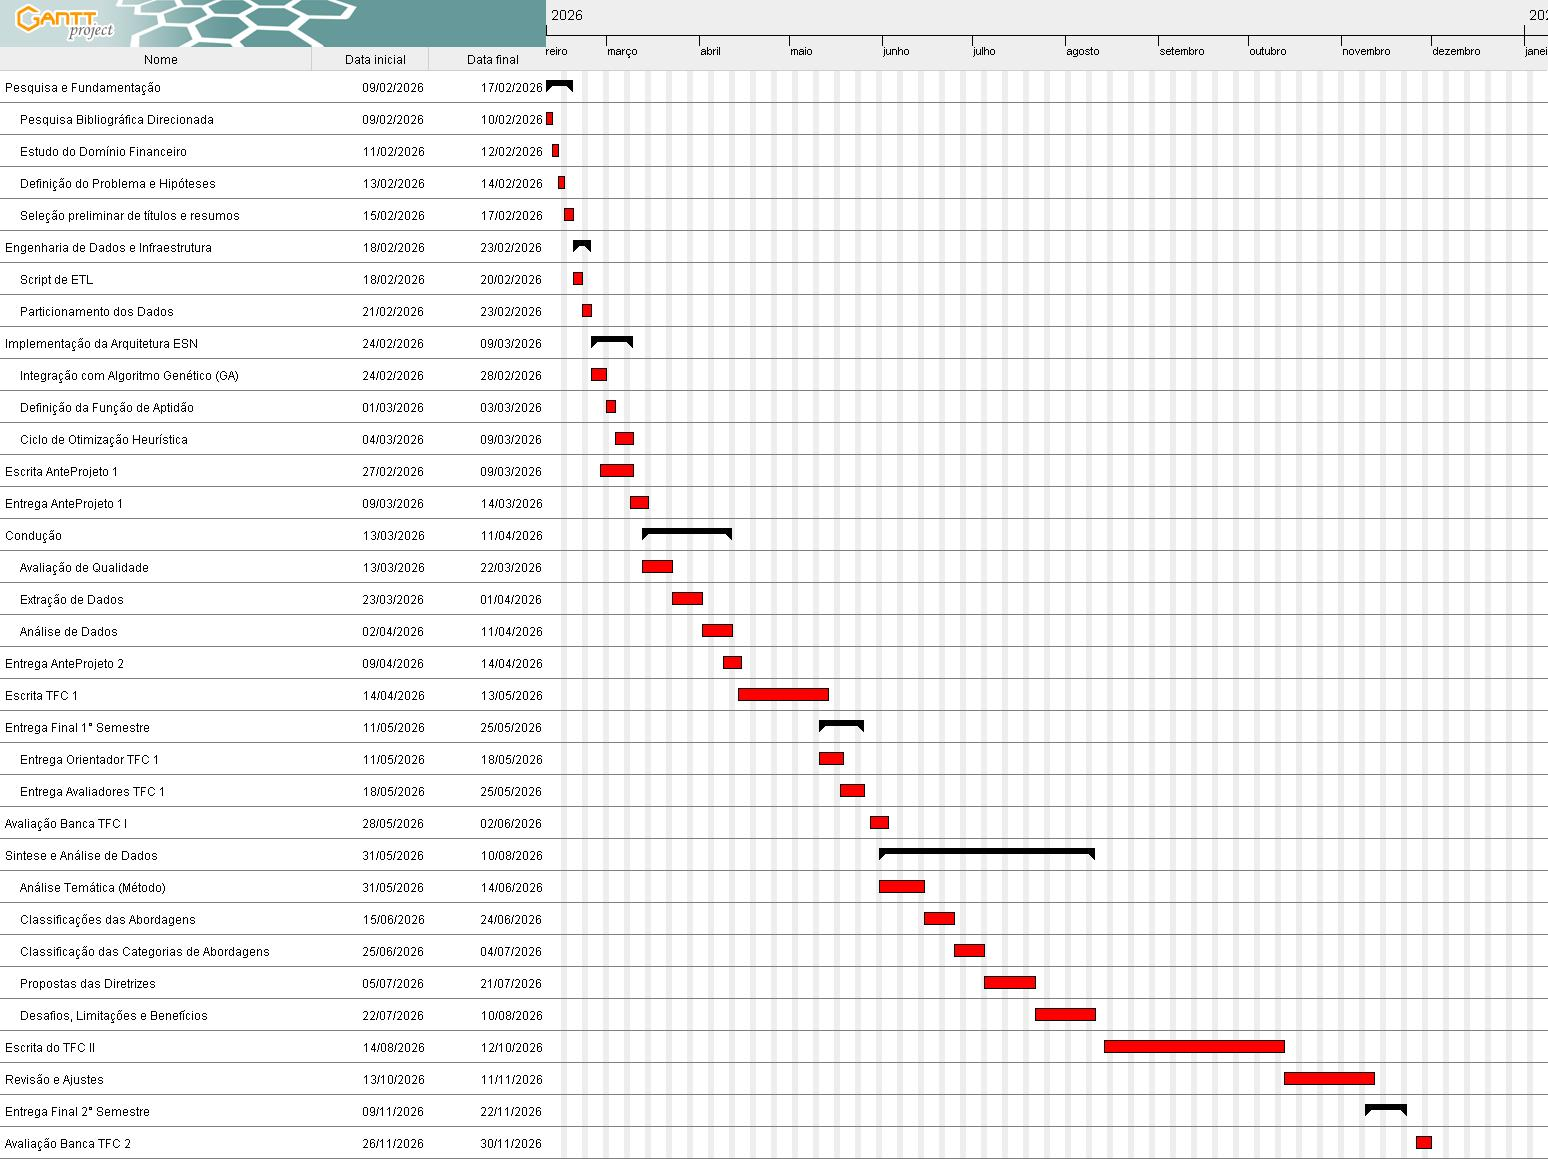 GANTT
project
2026
202
reiro março abril maio junho julho agosto setembro outubro novembro dezembro janei
Nome Data inicial Data final
Pesquisa e Fundamentação 09/02/2026 17/02/2026
Pesquisa Bibliográfica Direcionada 09/02/2026 10/02/2026
Estudo do Domínio Financeiro 11/02/2026 12/02/2026
Definição do Problema e Hipóteses 13/02/2026 14/02/2026
Seleção preliminar de títulos e resumos 15/02/2026 17/02/2026
Engenharia de Dados e Infraestrutura 18/02/2026 23/02/2026
Script de ETL 18/02/2026 20/02/2026
Particionamento dos Dados 21/02/2026 23/02/2026
Implementação da Arquitetura ESN 24/02/2026 09/03/2026
Integração com Algoritmo Genético (GA) 24/02/2026 28/02/2026
Definição da Função de Aptidão 01/03/2026 03/03/2026
Ciclo de Otimização Heurística 04/03/2026 09/03/2026
Escrita AnteProjeto 1 27/02/2026 09/03/2026
Entrega AnteProjeto 1 09/03/2026 14/03/2026
Condução 13/03/2026 11/04/2026
Avaliação de Qualidade 13/03/2026 22/03/2026
Extração de Dados 23/03/2026 01/04/2026
Análise de Dados 02/04/2026 11/04/2026
Entrega AnteProjeto 2 09/04/2026 14/04/2026
Escrita TFC 1 14/04/2026 13/05/2026
Entrega Final 1° Semestre 11/05/2026 25/05/2026
Entrega Orientador TFC 1 11/05/2026 18/05/2026
Entrega Avaliadores TFC 1 18/05/2026 25/05/2026
Avaliação Banca TFC I 28/05/2026 02/06/2026
Sintese e Análise de Dados 31/05/2026 10/08/2026
Análise Temática (Método) 31/05/2026 14/06/2026
Classificações das Abordagens 15/06/2026 24/06/2026
Classificação das Categorias de Abordagens 25/06/2026 04/07/2026
Propostas das Diretrizes 05/07/2026 21/07/2026
Desafios, Limitações e Benefícios 22/07/2026 10/08/2026
Escrita do TFC II 14/08/2026 12/10/2026
Revisão e Ajustes 13/10/2026 11/11/2026
Entrega Final 2° Semestre 09/11/2026 22/11/2026
Avaliação Banca TFC 2 26/11/2026 30/11/2026